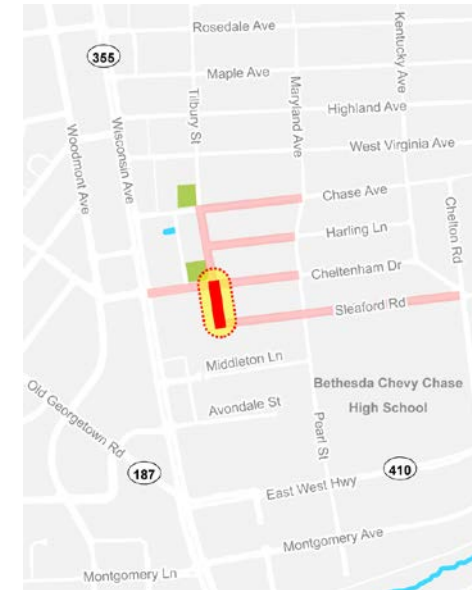 Rosedale Ave
355
Kentucky Ave
Maple Ave
Tilbury St
Maryland Ave
Highland Ave
Woodmont Ave
Wisconsin Ave
West Virginia Ave
Chase Ave
Chelton Rd
Harling Ln
Cheltenham Dr
Sleaford Rd
Middleton Ln
Bethesda Chevy Chase
High School
Avondale St
Old Georgetown Rd
Pearl St
187
410
East West Hwy
Montgomery Ave
Montgomery Ln